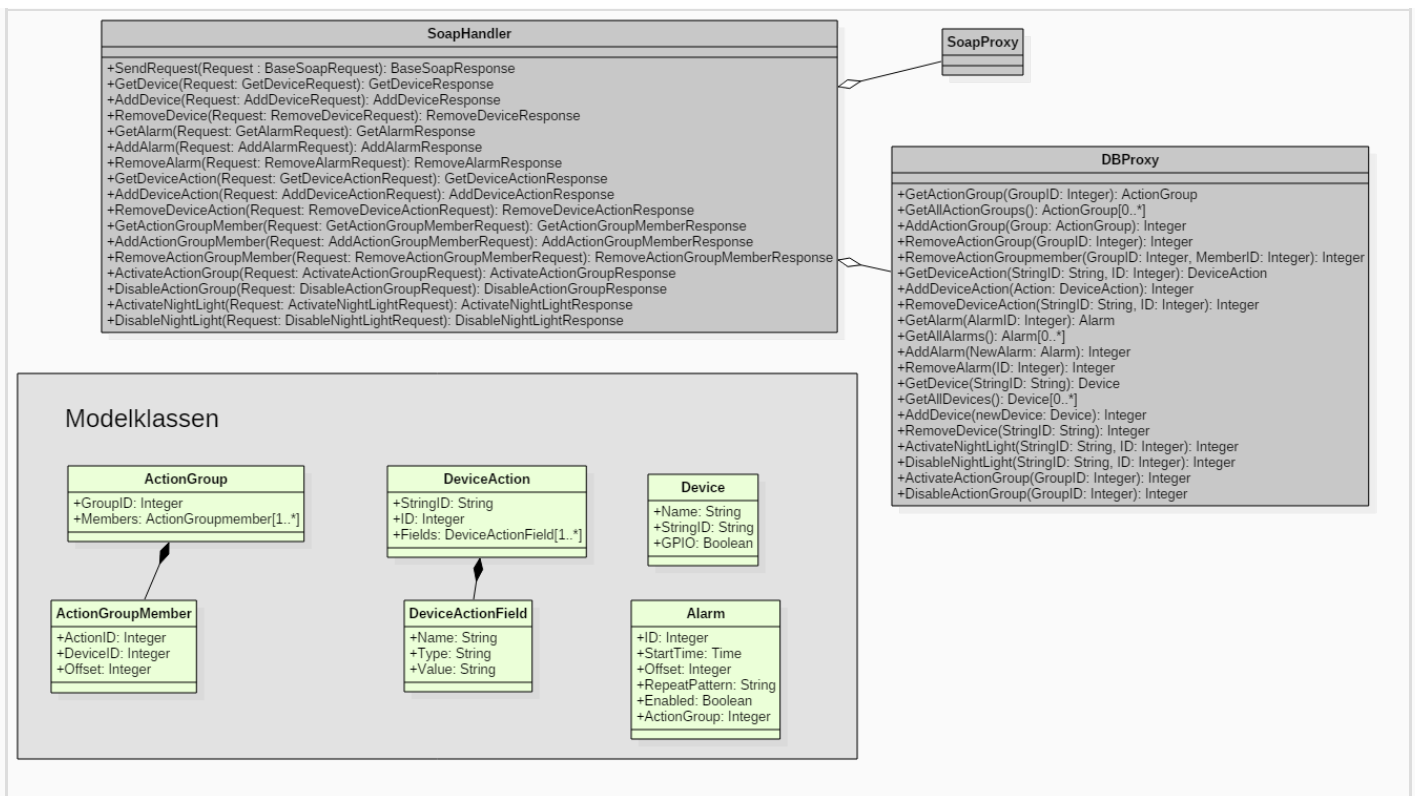 SoapHandler
+SendRequest(Request : BaseSoapRequest): BaseSoapResponse
+GetDevice(Request: GetDeviceRequest): GetDeviceResponse
+AddDevice(Request: AddDeviceRequest): AddDeviceResponse
+RemoveDevice(Request: RemoveDeviceRequest): RemoveDeviceResponse
+GetAlarm(Request: GetAlarmRequest): GetAlarmResponse
+AddAlarm(Request: AddAlarmRequest): AddAlarmResponse
+RemoveAlarm(Request: RemoveAlarmRequest): RemoveAlarmResponse
+GetDeviceAction(Request: GetDeviceActionRequest): GetDeviceActionResponse
+AddDeviceAction(Request: AddDeviceActionRequest): AddDeviceActionResponse
+RemoveDeviceAction(Request: RemoveDeviceActionRequest): RemoveDeviceActionResponse
+GetActionGroupMember(Request: GetActionGroupMemberRequest): GetActionGroupMemberResponse
+AddActionGroupMember(Request: AddActionGroupMemberRequest): AddActionGroupMemberResponse
+RemoveActionGroupMember(Request: RemoveActionGroupMemberRequest): RemoveActionGroupMemberResponse
+ActivateActionGroup(Request: ActivateActionGroupRequest): ActivateActionGroupResponse
+DisableActionGroup(Request: DisableActionGroupRequest): DisableActionGroupResponse
+ActivateNightLight(Request: ActivateNightLightRequest): ActivateNightLightResponse
+DisableNightLight(Request: DisableNightLightRequest): DisableNightLightResponse
SoapProxy
DBProxy
+GetActionGroup(GroupID: Integer): ActionGroup
+GetAllActionGroups(): ActionGroup[0..*]
+AddActionGroup(Group: ActionGroup): Integer
+RemoveActionGroup(GroupID: Integer): Integer
+RemoveActionGroupmember(GroupID: Integer, MemberID: Integer): Integer
+GetDeviceAction(StringID: String, ID: Integer): DeviceAction
+AddDeviceAction(Action: DeviceAction): Integer
+RemoveDeviceAction(StringID: String, ID: Integer): Integer
+GetAlarm(AlarmID: Integer): Alarm
+GetAllAlarms(): Alarm[0..*]
+AddAlarm(NewAlarm: Alarm): Integer
+RemoveAlarm(ID: Integer): Integer
+GetDevice(StringID: String): Device
+GetAllDevices(): Device[0..*]
+AddDevice(newDevice: Device): Integer
+RemoveDevice(StringID: String): Integer
+ActivateNightLight(StringID: String, ID: Integer): Integer
+DisableNightLight(StringID: String, ID: Integer): Integer
+ActivateActionGroup(GroupID: Integer): Integer
+DisableActionGroup(GroupID: Integer): Integer
Modelklassen
ActionGroup
+GroupID: Integer
+Members: ActionGroupmember[1..*]
DeviceAction
+StringID: String
+ID: Integer
+Fields: DeviceActionField[1..*]
Device
+Name: String
+StringID: String
+GPIO: Boolean
ActionGroupMember
+ActionID: Integer
+DeviceID: Integer
+Offset: Integer
DeviceActionField
+Name: String
+Type: String
+Value: String
Alarm
+ID: Integer
+StartTime: Time
+Offset: Integer
+RepeatPattern: String
+Enabled: Boolean
+ActionGroup: Integer